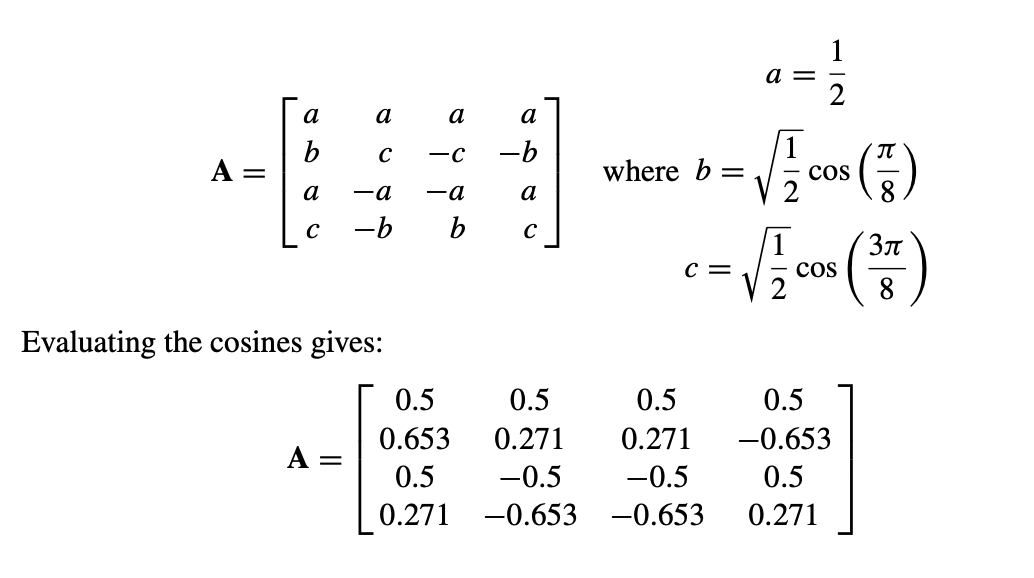 a = 1/2
A = [ a a a a
b c −c −b
a −a −a a
c −b b c ]
where b = √(1/2) cos (π/8)
c = √(1/2) cos (3π/8)
Evaluating the cosines gives:
A = [ 0.5 0.5 0.5 0.5
0.653 0.271 0.271 −0.653
0.5 −0.5 −0.5 0.5
0.271 −0.653 −0.653 0.271 ]